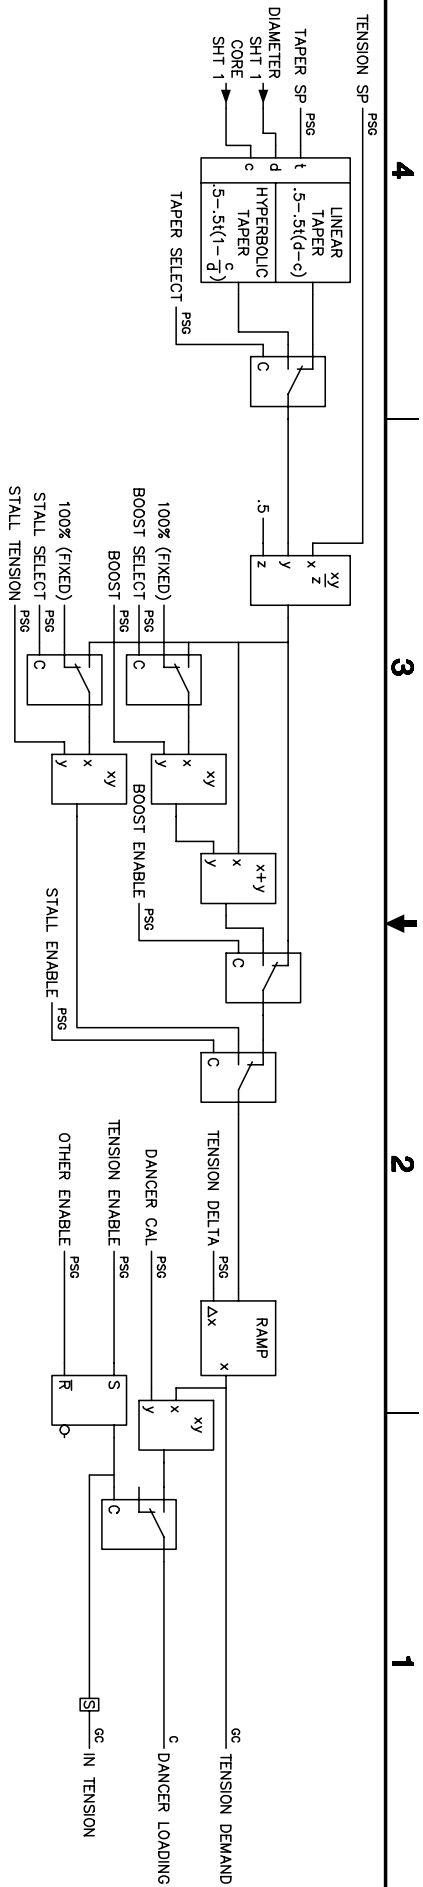 4
3
2
1
TENSION SP PSG
TAPER SP PSG
DIAMETER
SHT 1
CORE
SHT 1
t
d
c
LINEAR
TAPER
.5-.5t(d-c)
HYPERBOLIC
TAPER
.5-.5t(1-c/d)
TAPER SELECT PSG
C
.5
x
y
z
xy
z
100% (FIXED)
BOOST SELECT PSG
BOOST PSG
C
x
y
xy
100% (FIXED)
STALL SELECT PSG
STALL TENSION PSG
C
x
y
xy
x+y
x
y
BOOST ENABLE PSG
C
STALL ENABLE PSG
C
TENSION DELTA PSG
RAMP
Δx
x
DANCER CAL PSG
xy
x
y
TENSION ENABLE PSG
OTHER ENABLE PSG
S
R
C
S
GC TENSION DEMAND
C DANCER LOADING
GC IN TENSION